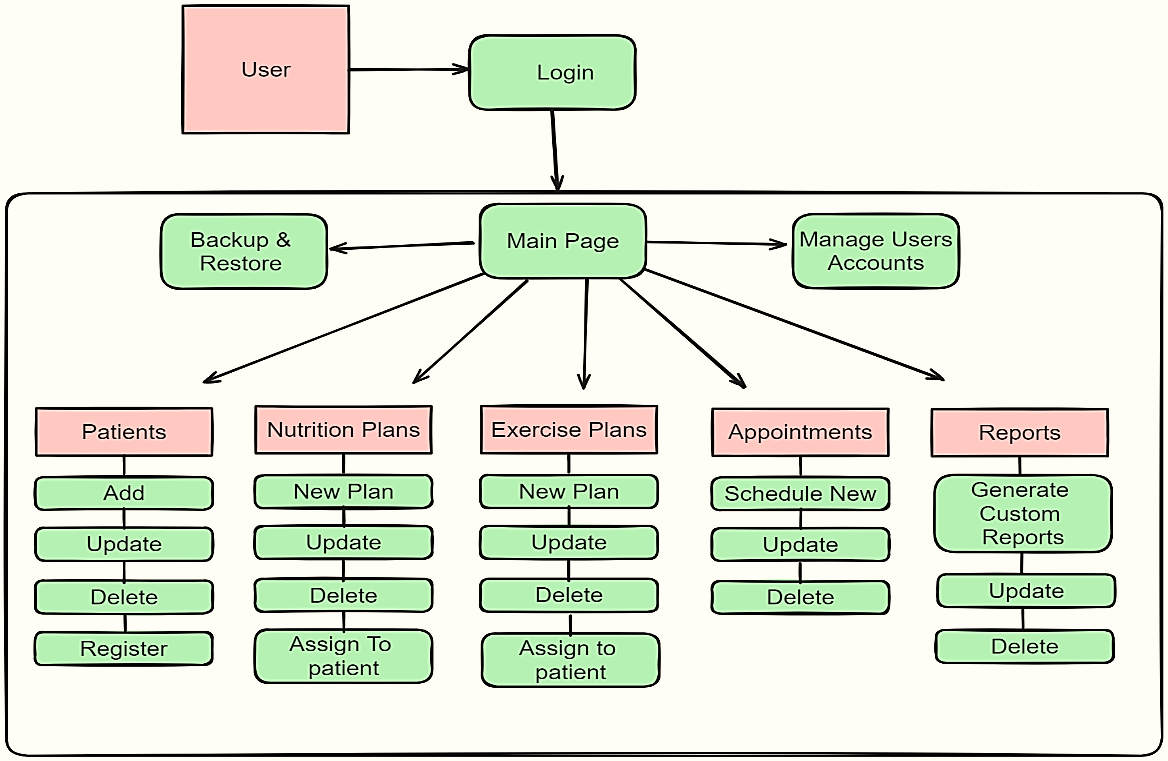 User
Login
Backup &
Restore
Main Page
Manage Users
Accounts
Patients
Add
Update
Delete
Register
Nutrition Plans
New Plan
Update
Delete
Assign To
patient
Exercise Plans
New Plan
Update
Delete
Assign to
patient
Appointments
Schedule New
Update
Delete
Reports
Generate
Custom
Reports
Update
Delete